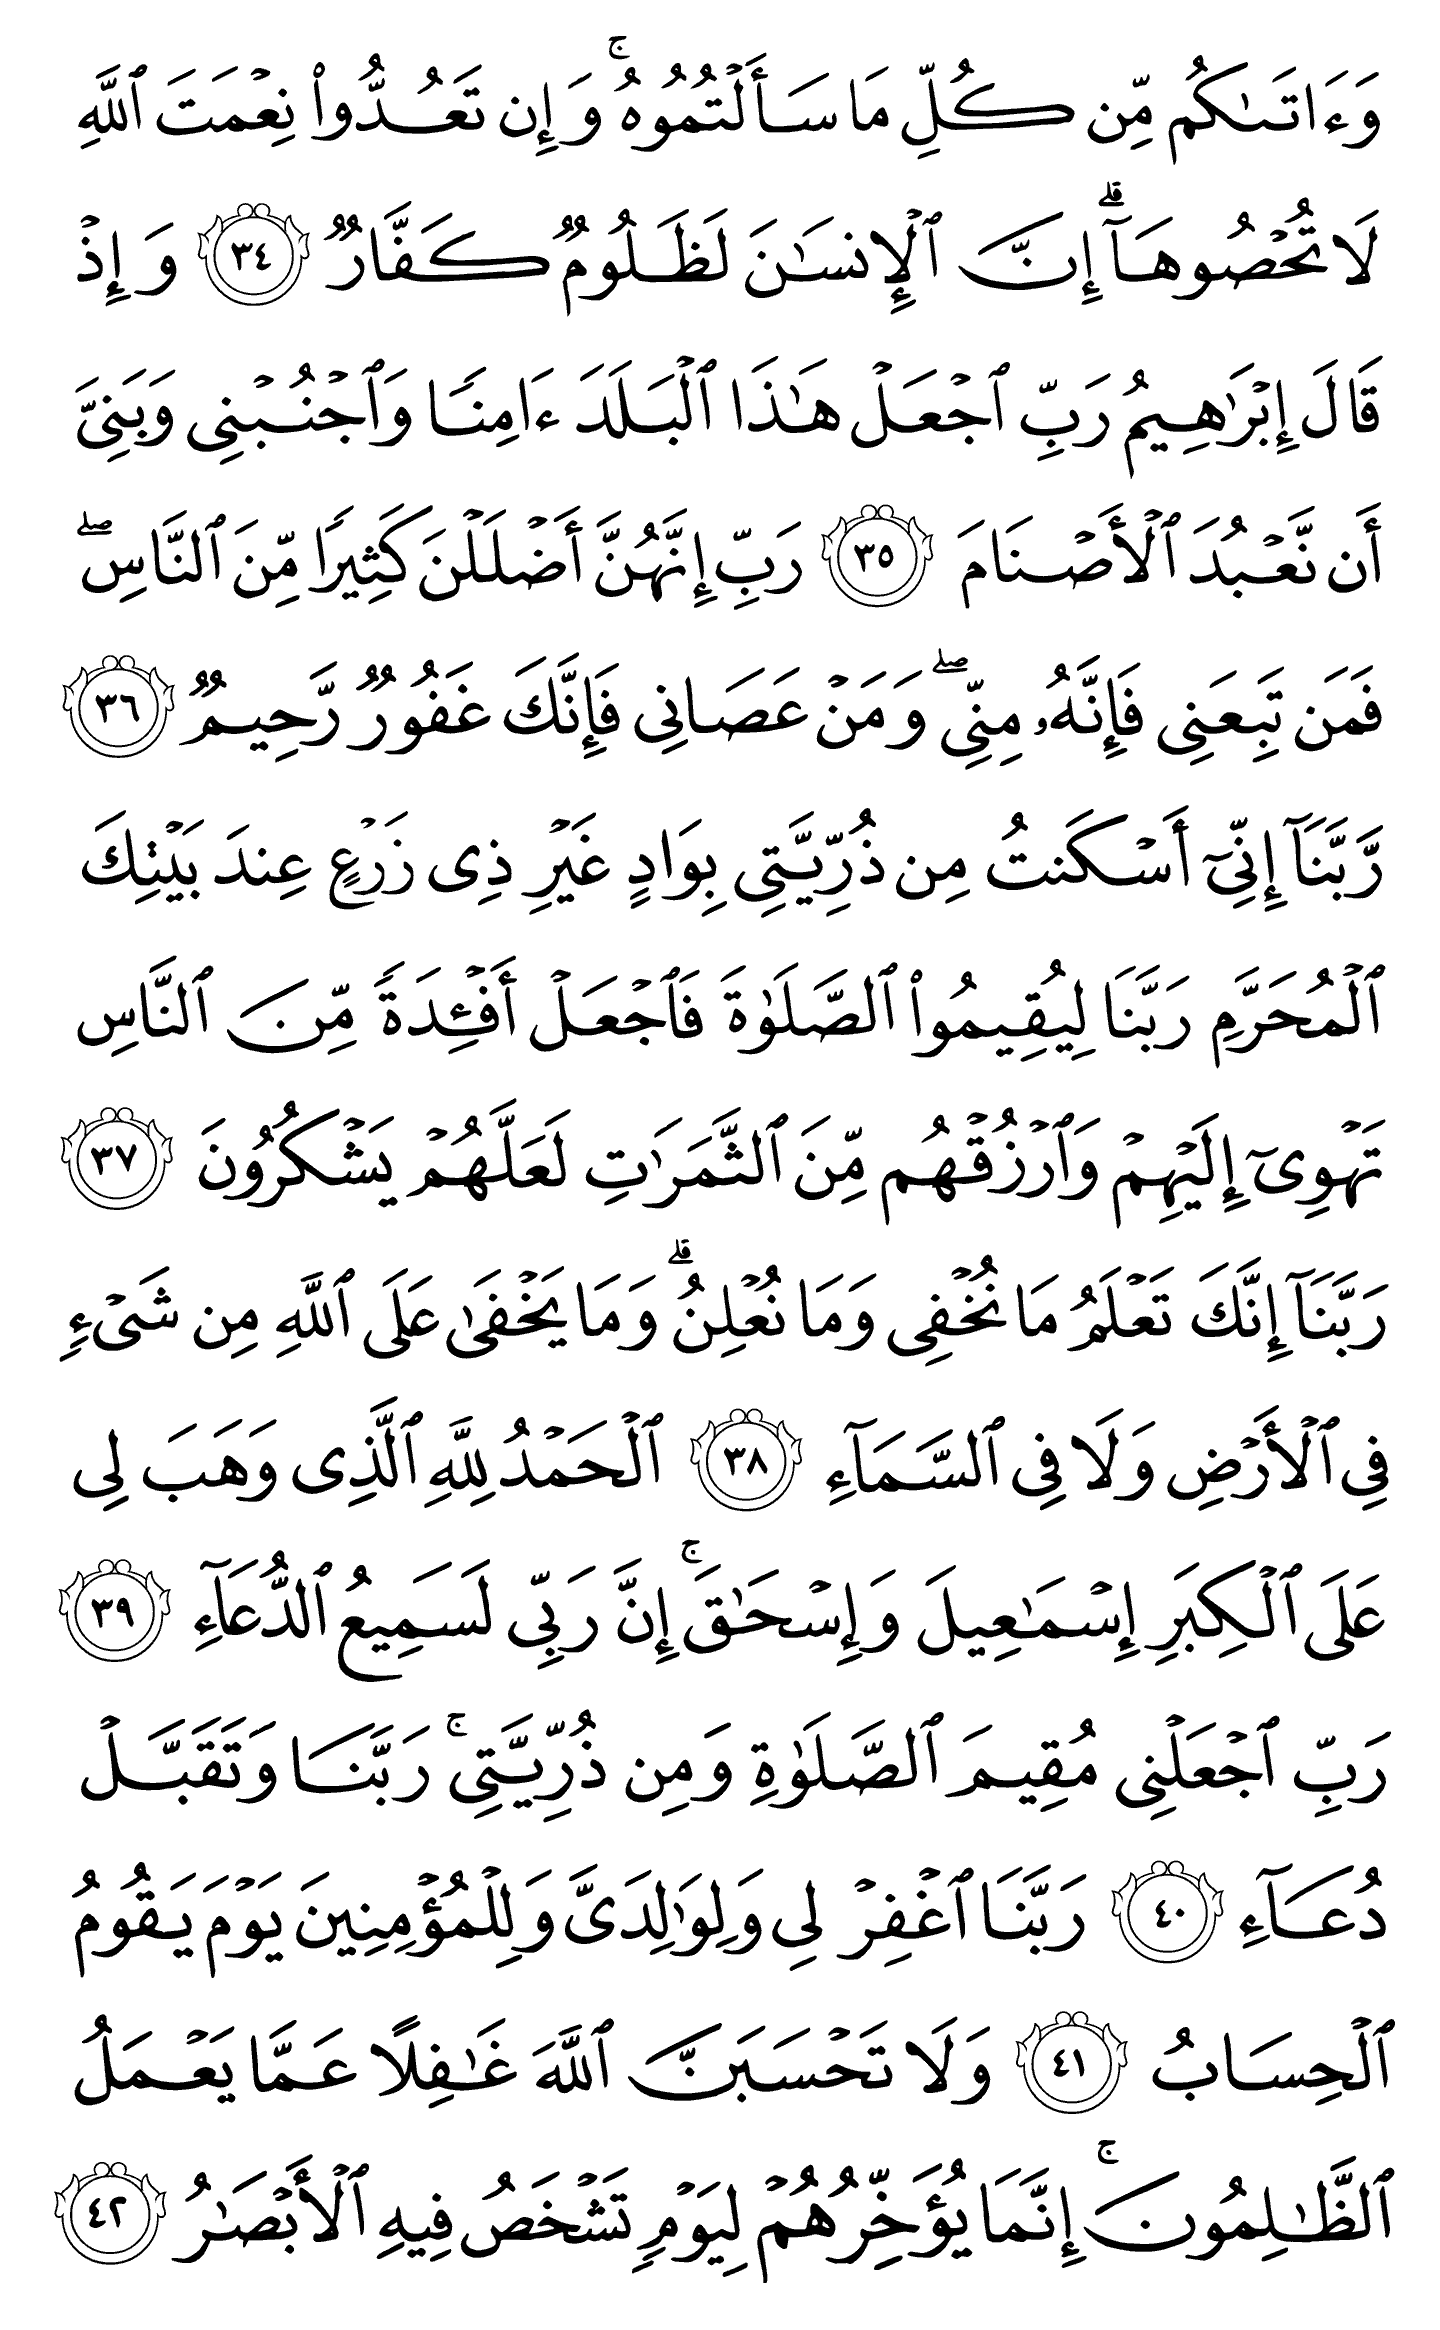 وَءَاتَىٰكُم مِّن كُلِّ مَا سَأَلۡتُمُوهُۚ وَإِن تَعُدُّواْ نِعۡمَتَ ٱللَّهِ
لَا تُحۡصُوهَآۗ إِنَّ ٱلۡإِنسَٰنَ لَظَلُومٞ كَفَّارٞ ٣٤ وَإِذۡ
قَالَ إِبۡرَٰهِيمُ رَبِّ ٱجۡعَلۡ هَٰذَا ٱلۡبَلَدَ ءَامِنٗا وَٱجۡنُبۡنِي وَبَنِيَّ
أَن نَّعۡبُدَ ٱلۡأَصۡنَامَ ٣٥ رَبِّ إِنَّهُنَّ أَضۡلَلۡنَ كَثِيرٗا مِّنَ ٱلنَّاسِۖ
فَمَن تَبِعَنِي فَإِنَّهُۥ مِنِّيۖ وَمَنۡ عَصَانِي فَإِنَّكَ غَفُورٞ رَّحِيمٞ ٣٦
رَّبَّنَآ إِنِّيٓ أَسۡكَنتُ مِن ذُرِّيَّتِي بِوَادٍ غَيۡرِ ذِي زَرۡعٍ عِندَ بَيۡتِكَ
ٱلۡمُحَرَّمِ رَبَّنَا لِيُقِيمُواْ ٱلصَّلَوٰةَ فَٱجۡعَلۡ أَفۡـِٔدَةٗ مِّنَ ٱلنَّاسِ
تَهۡوِيٓ إِلَيۡهِمۡ وَٱرۡزُقۡهُم مِّنَ ٱلثَّمَرَٰتِ لَعَلَّهُمۡ يَشۡكُرُونَ ٣٧
رَبَّنَآ إِنَّكَ تَعۡلَمُ مَا نُخۡفِي وَمَا نُعۡلِنُۗ وَمَا يَخۡفَىٰ عَلَى ٱللَّهِ مِن شَيۡءٖ
فِي ٱلۡأَرۡضِ وَلَا فِي ٱلسَّمَآءِ ٣٨ ٱلۡحَمۡدُ لِلَّهِ ٱلَّذِي وَهَبَ لِي
عَلَى ٱلۡكِبَرِ إِسۡمَٰعِيلَ وَإِسۡحَٰقَۚ إِنَّ رَبِّي لَسَمِيعُ ٱلدُّعَآءِ ٣٩
رَبِّ ٱجۡعَلۡنِي مُقِيمَ ٱلصَّلَوٰةِ وَمِن ذُرِّيَّتِيۚ رَبَّنَا وَتَقَبَّلۡ
دُعَآءِ ٤٠ رَبَّنَا ٱغۡفِرۡ لِي وَلِوَٰلِدَيَّ وَلِلۡمُؤۡمِنِينَ يَوۡمَ يَقُومُ
ٱلۡحِسَابُ ٤١ وَلَا تَحۡسَبَنَّ ٱللَّهَ غَٰفِلًا عَمَّا يَعۡمَلُ
ٱلظَّٰلِمُونَۚ إِنَّمَا يُؤَخِّرُهُمۡ لِيَوۡمٖ تَشۡخَصُ فِيهِ ٱلۡأَبۡصَٰرُ ٤٢